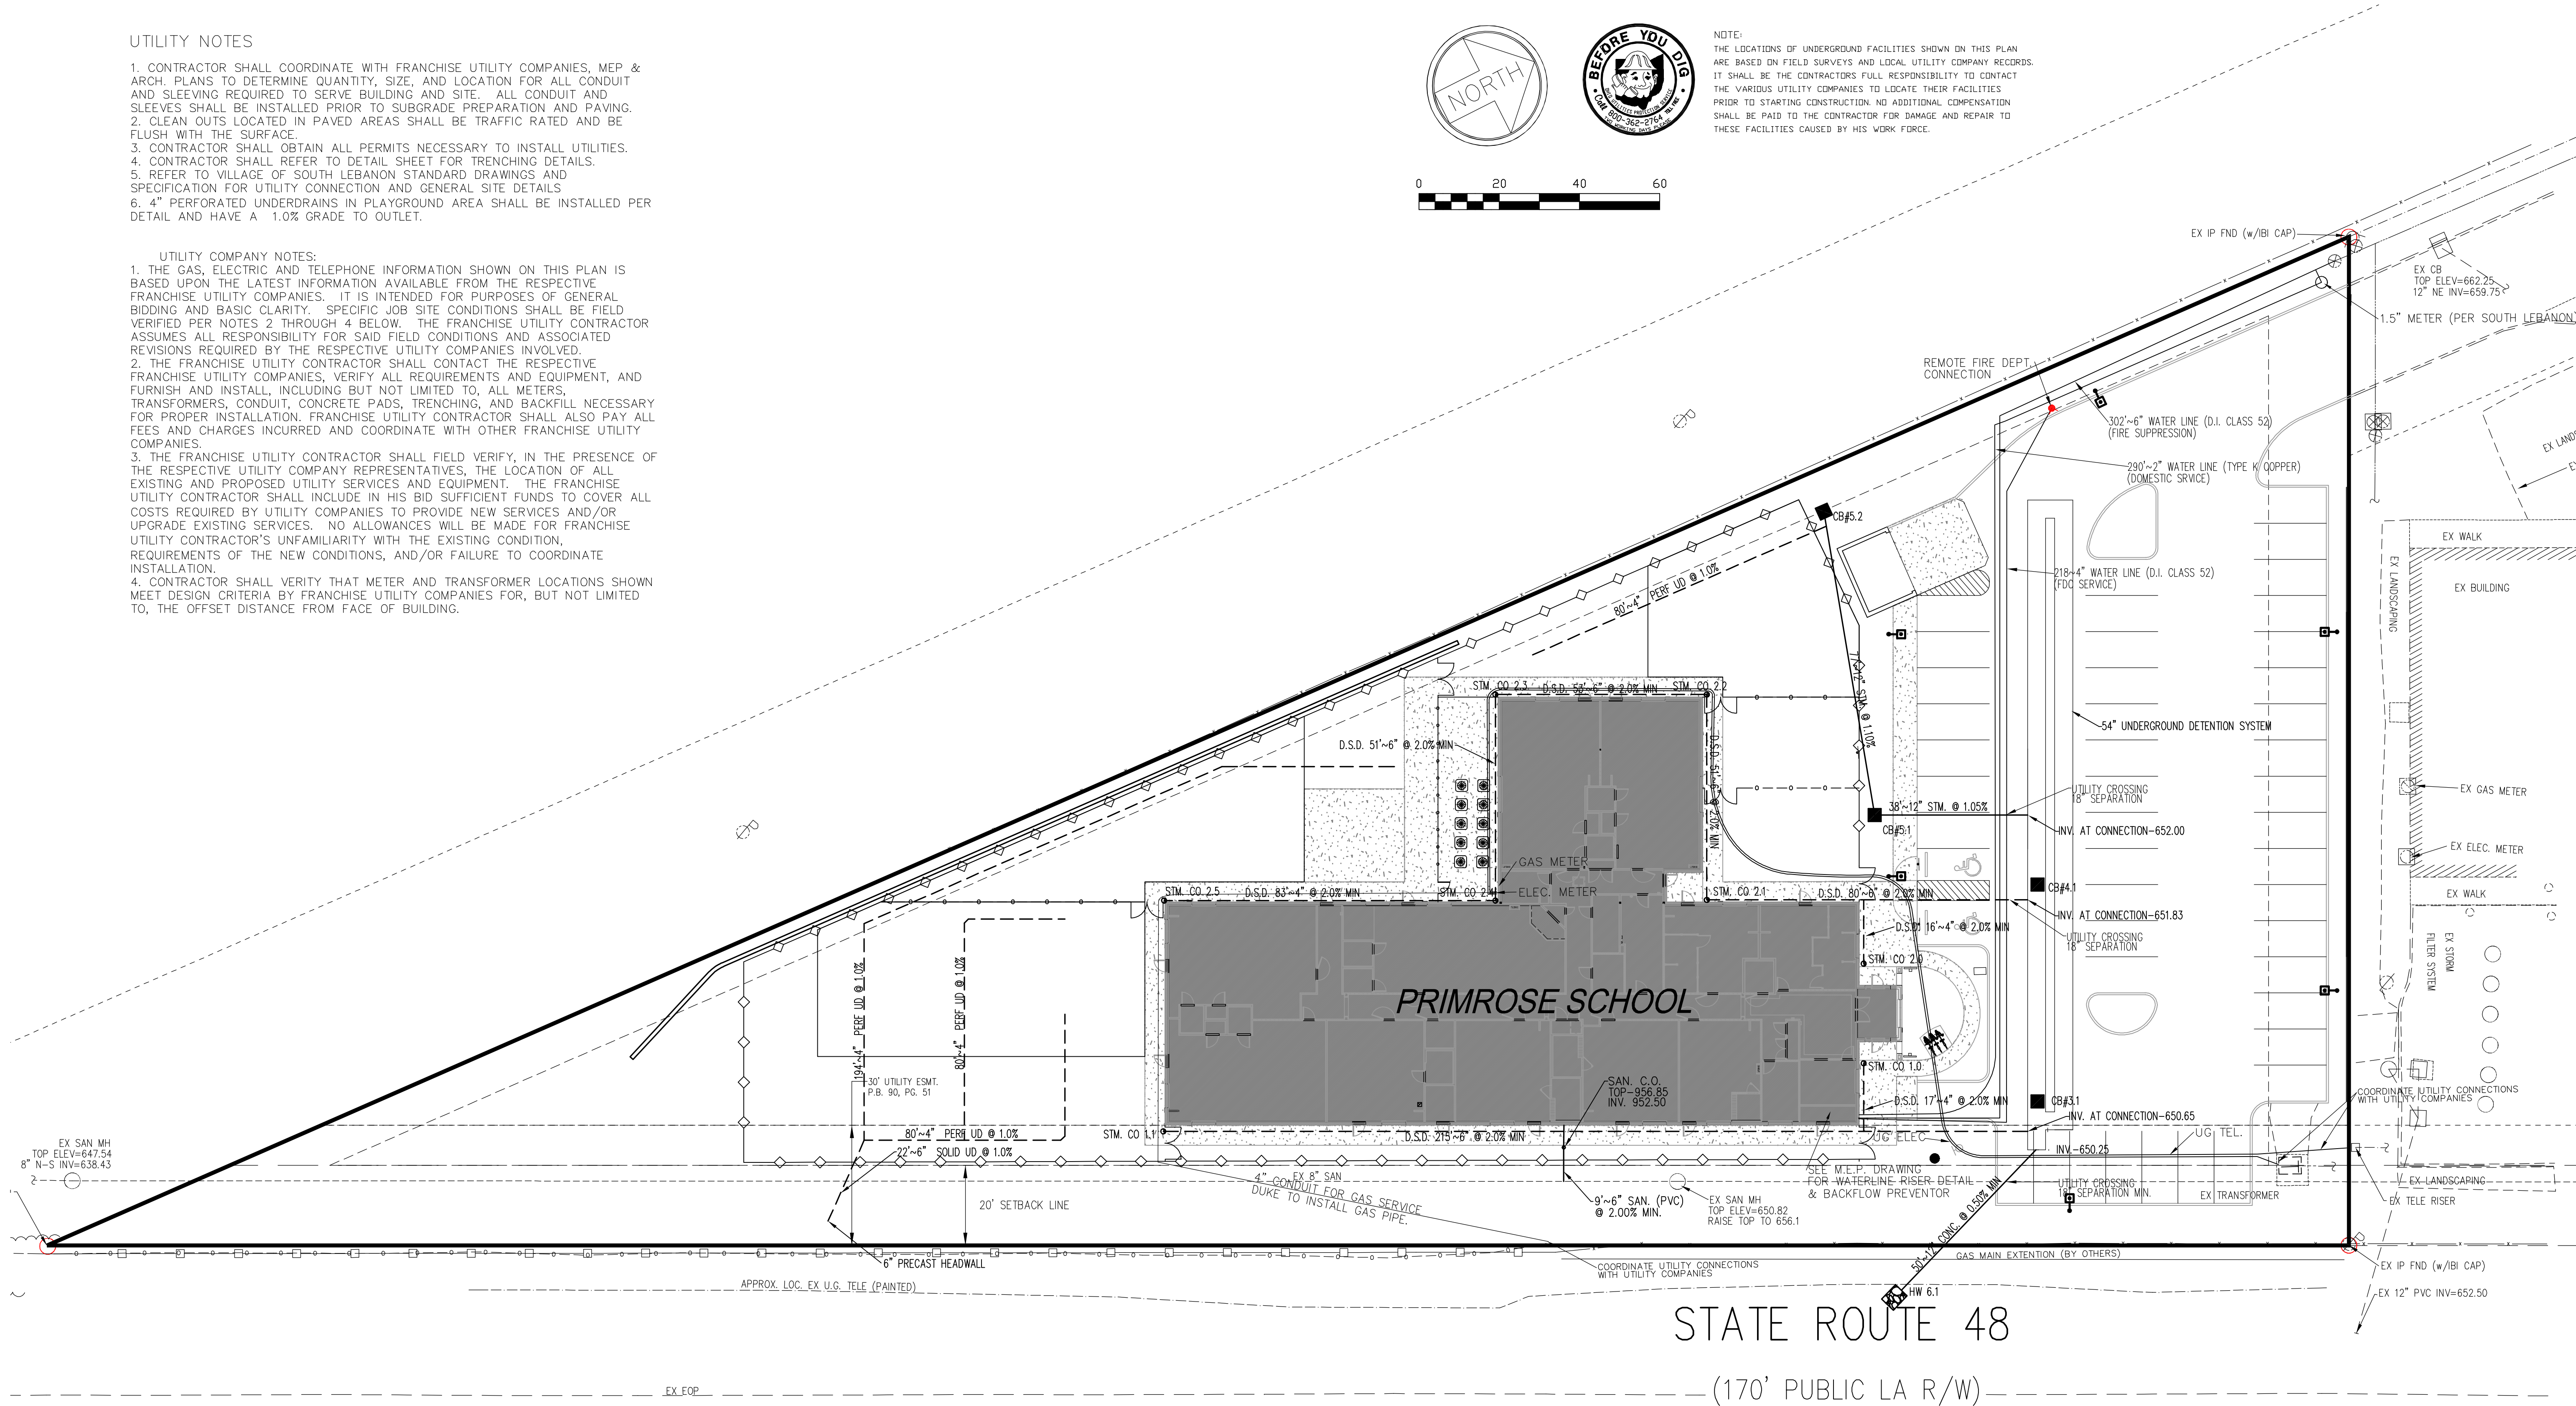 UTILITY NOTES
1. CONTRACTOR SHALL COORDINATE WITH FRANCHISE UTILITY COMPANIES, MEP &
ARCH. PLANS TO DETERMINE QUANTITY, SIZE, AND LOCATION FOR ALL CONDUIT
AND SLEEVING REQUIRED TO SERVE BUILDING AND SITE. ALL CONDUIT AND
SLEEVES SHALL BE INSTALLED PRIOR TO SUBGRADE PREPARATION AND PAVING.
2. CLEAN OUTS LOCATED IN PAVED AREAS SHALL BE TRAFFIC RATED AND BE
FLUSH WITH THE SURFACE.
3. CONTRACTOR SHALL OBTAIN ALL PERMITS NECESSARY TO INSTALL UTILITIES.
4. CONTRACTOR SHALL REFER TO DETAIL SHEET FOR TRENCHING DETAILS.
5. REFER TO VILLAGE OF SOUTH LEBANON STANDARD DRAWINGS AND
SPECIFICATION FOR UTILITY CONNECTION AND GENERAL SITE DETAILS
6. 4" PERFORATED UNDERDRAINS IN PLAYGROUND AREA SHALL BE INSTALLED PER
DETAIL AND HAVE A 1.0% GRADE TO OUTLET.
UTILITY COMPANY NOTES:
1. THE GAS, ELECTRIC AND TELEPHONE INFORMATION SHOWN ON THIS PLAN IS
BASED UPON THE LATEST INFORMATION AVAILABLE FROM THE RESPECTIVE
FRANCHISE UTILITY COMPANIES. IT IS INTENDED FOR PURPOSES OF GENERAL
BIDDING AND BASIC CLARITY. SPECIFIC JOB SITE CONDITIONS SHALL BE FIELD
VERIFIED PER NOTES 2 THROUGH 4 BELOW. THE FRANCHISE UTILITY CONTRACTOR
ASSUMES ALL RESPONSIBILITY FOR SAID FIELD CONDITIONS AND ASSOCIATED
REVISIONS REQUIRED BY THE RESPECTIVE UTILITY COMPANIES INVOLVED.
2. THE FRANCHISE UTILITY CONTRACTOR SHALL CONTACT THE RESPECTIVE
FRANCHISE UTILITY COMPANIES, VERIFY ALL REQUIREMENTS AND EQUIPMENT, AND
FURNISH AND INSTALL, INCLUDING BUT NOT LIMITED TO, ALL METERS,
TRANSFORMERS, CONDUIT, CONCRETE PADS, TRENCHING, AND BACKFILL NECESSARY
FOR PROPER INSTALLATION. FRANCHISE UTILITY CONTRACTOR SHALL ALSO PAY ALL
FEES AND CHARGES INCURRED AND COORDINATE WITH OTHER FRANCHISE UTILITY
COMPANIES.
3. THE FRANCHISE UTILITY CONTRACTOR SHALL FIELD VERIFY, IN THE PRESENCE OF
THE RESPECTIVE UTILITY COMPANY REPRESENTATIVES, THE LOCATION OF ALL
EXISTING AND PROPOSED UTILITY SERVICES AND EQUIPMENT. THE FRANCHISE
UTILITY CONTRACTOR SHALL INCLUDE IN HIS BID SUFFICIENT FUNDS TO COVER ALL
COSTS REQUIRED BY UTILITY COMPANIES TO PROVIDE NEW SERVICES AND/OR
UPGRADE EXISTING SERVICES. NO ALLOWANCES WILL BE MADE FOR FRANCHISE
UTILITY CONTRACTOR'S UNFAMILIARITY WITH THE EXISTING CONDITION,
REQUIREMENTS OF THE NEW CONDITIONS, AND/OR FAILURE TO COORDINATE
INSTALLATION.
4. CONTRACTOR SHALL VERITY THAT METER AND TRANSFORMER LOCATIONS SHOWN
MEET DESIGN CRITERIA BY FRANCHISE UTILITY COMPANIES FOR, BUT NOT LIMITED
TO, THE OFFSET DISTANCE FROM FACE OF BUILDING.
NORTH
BEFORE YOU DIG
OHIO UTILITIES PROTECTION SERVICE
Call 800-362-2764 TOLL FREE
TWO WORKING DAYS PLEASE
NOTE:
THE LOCATIONS OF UNDERGROUND FACILITIES SHOWN ON THIS PLAN
ARE BASED ON FIELD SURVEYS AND LOCAL UTILITY COMPANY RECORDS.
IT SHALL BE THE CONTRACTORS FULL RESPONSIBILITY TO CONTACT
THE VARIOUS UTILITY COMPANIES TO LOCATE THEIR FACILITIES
PRIOR TO STARTING CONSTRUCTION. NO ADDITIONAL COMPENSATION
SHALL BE PAID TO THE CONTRACTOR FOR DAMAGE AND REPAIR TO
THESE FACILITIES CAUSED BY HIS WORK FORCE.
0 20 40 60
EX IP FND (w/IBI CAP)
EX CB
TOP ELEV=662.25
12" NE INV=659.75
1.5" METER (PER SOUTH LEBANON)
REMOTE FIRE DEPT.
CONNECTION
302'~6" WATER LINE (D.I. CLASS 52)
(FIRE SUPPRESSION)
290'~2" WATER LINE (TYPE K COPPER)
(DOMESTIC SRVICE)
CB#5.2
EX WALK
EX LANDSCAPING
EX BUILDING
218~4" WATER LINE (D.I. CLASS 52)
(FDC SERVICE)
80'~4" PERF UD @ 1.0%
77'~12" STM. @ 1.10%
STM. CO 2.3
D.S.D. 53'~6" @ 2.0% MIN
STM. CO 2.2
54" UNDERGROUND DETENTION SYSTEM
D.S.D. 51'~6" @ 2.0% MIN
D.S.D. 51'~6" @ 2.0% MIN
UTILITY CROSSING
18" SEPARATION
EX GAS METER
38'~12" STM. @ 1.05%
CB#5.1
INV. AT CONNECTION-652.00
EX ELEC. METER
GAS METER
ELEC. METER
STM. CO 2.5
D.S.D. 83'~4" @ 2.0% MIN
STM. CO 2.4
STM. CO 2.1
D.S.D. 80'~6" @ 2.0% MIN
CB#4.1
EX WALK
INV. AT CONNECTION-651.83
D.S.D. 16'~4" @ 2.0% MIN
UTILITY CROSSING
18" SEPARATION
EX STORM
FILTER SYSTEM
STM. CO 2.0
194'~4" PERF UD @ 1.0%
80'~4" PERF UD @ 1.0%
PRIMROSE SCHOOL
STM. CO 1.0
30' UTILITY ESMT.
P.B. 90, PG. 51
SAN. C.O.
TOP-956.85
INV. 952.50
D.S.D. 17'~4" @ 2.0% MIN
CB#3.1
COORDINATE UTILITY CONNECTIONS
WITH UTILITY COMPANIES
INV. AT CONNECTION-650.65
80'~4" PERF UD @ 1.0%
STM. CO 1.1
D.S.D. 215'~6" @ 2.0% MIN
UG ELEC
UG TEL.
EX SAN MH
TOP ELEV=647.54
8" N-S INV=638.43
22'~6" SOLID UD @ 1.0%
INV.-650.25
EX 8" SAN
4" CONDUIT FOR GAS SERVICE
DUKE TO INSTALL GAS PIPE.
SEE M.E.P. DRAWING
FOR WATERLINE RISER DETAIL
& BACKFLOW PREVENTOR
UTILITY CROSSING
18" SEPARATION MIN.
EX TRANSFORMER
EX LANDSCAPING
EX TELE RISER
20' SETBACK LINE
9'~6" SAN. (PVC)
@ 2.00% MIN.
EX SAN MH
TOP ELEV=650.82
RAISE TOP TO 656.1
50'~12" CONC. @ 0.50% MIN
GAS MAIN EXTENTION (BY OTHERS)
6" PRECAST HEADWALL
COORDINATE UTILITY CONNECTIONS
WITH UTILITY COMPANIES
EX IP FND (w/IBI CAP)
APPROX. LOC. EX U.G. TELE (PAINTED)
HW 6.1
EX 12" PVC INV=652.50
STATE ROUTE 48
(170' PUBLIC LA R/W)
EX EOP